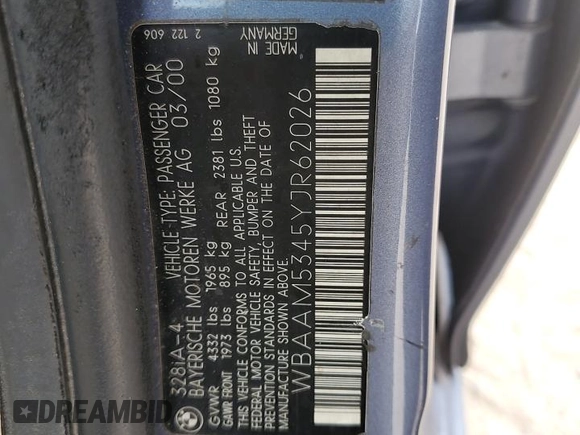 328iA-4 VEHICLE-TYPE: PASSENGER CAR 2 122 606
BAYERISCHE MOTOREN WERKE AG 03/00
GVWR 4332 lbs 1965 kg
GAWR FRONT 1973 lbs 895 kg REAR 2381 lbs 1080 kg
THIS VEHICLE CONFORMS TO ALL APPLICABLE U.S.
FEDERAL MOTOR VEHICLE SAFETY, BUMPER AND THEFT
PREVENTION STANDARDS IN EFFECT ON THE DATE OF
MANUFACTURE SHOWN ABOVE.
MADE IN
GERMANY
WBAAM5345YJR62026
DREAMBID